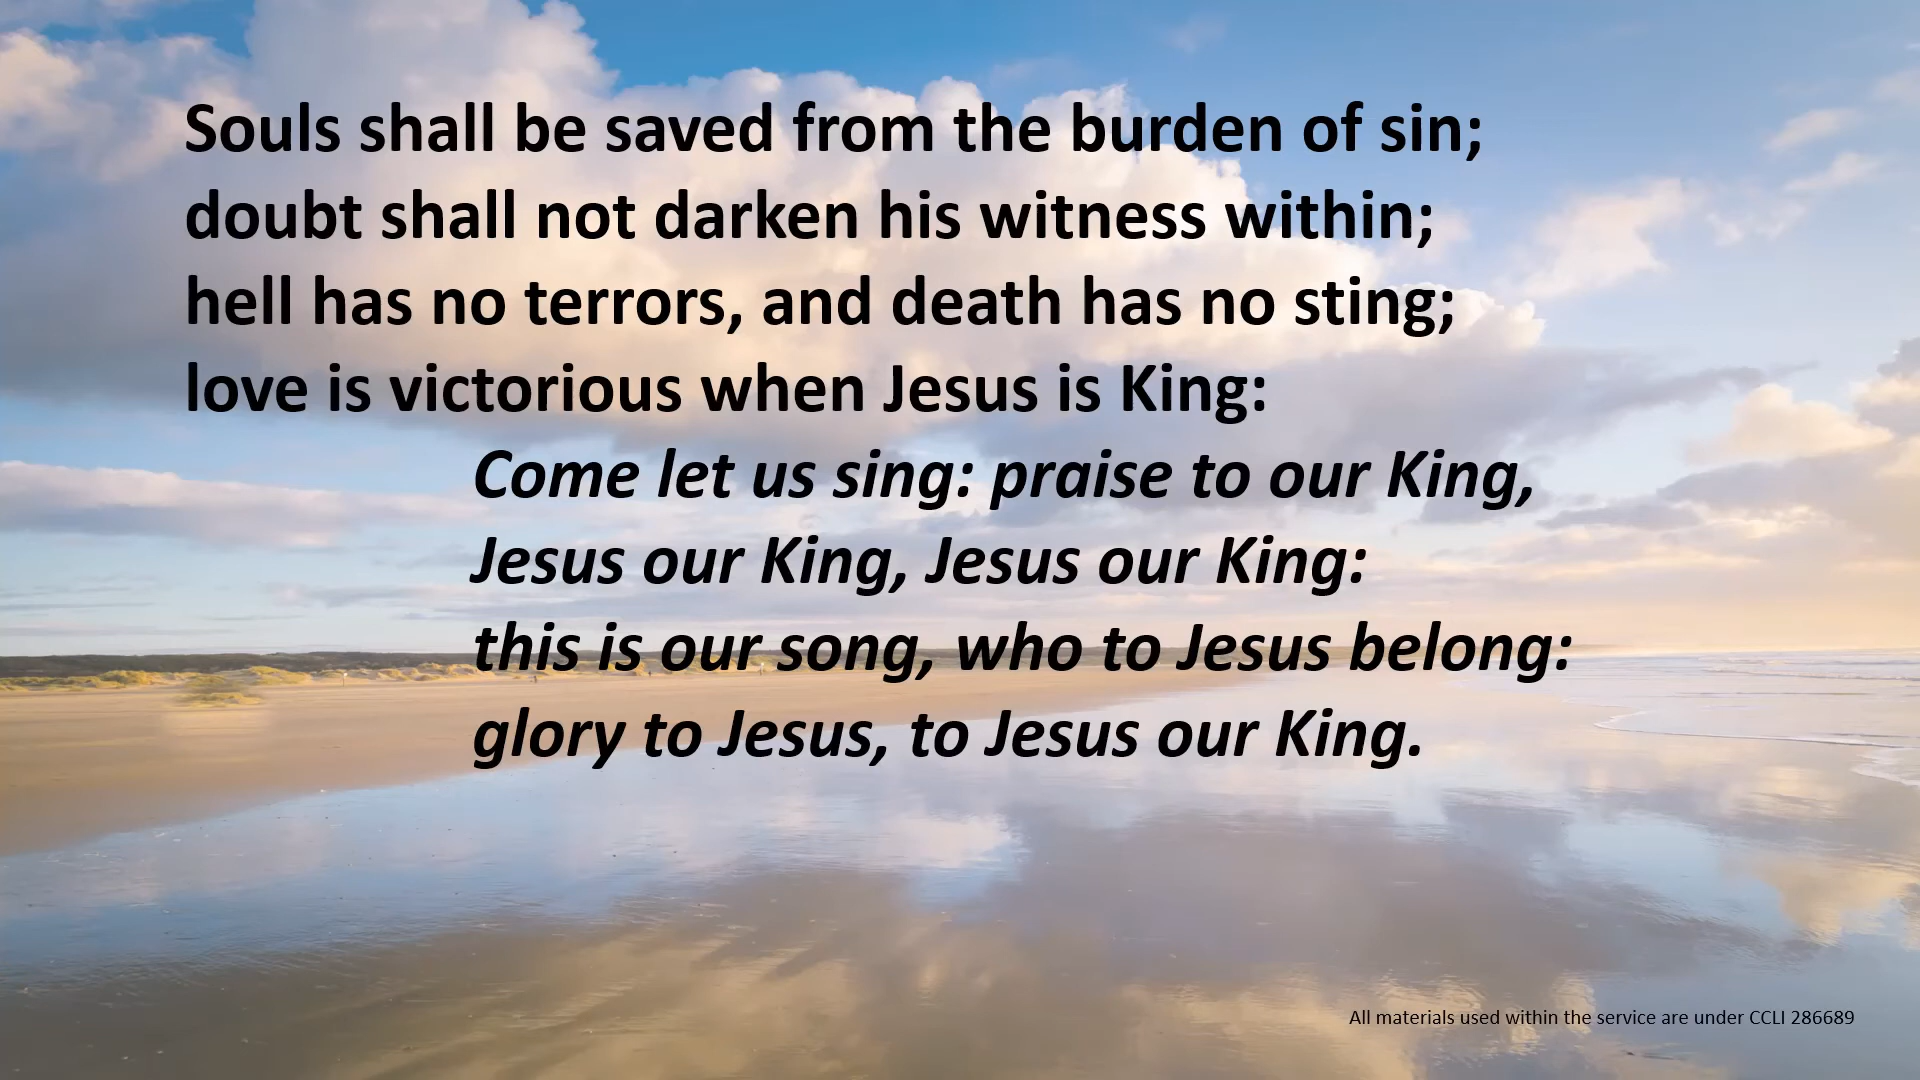 Souls shall be saved from the burden of sin;
doubt shall not darken his witness within;
hell has no terrors, and death has no sting;
love is victorious when Jesus is King:
Come let us sing: praise to our King,
Jesus our King, Jesus our King:
this is our song, who to Jesus belong:
glory to Jesus, to Jesus our King.
All materials used within the service are under CCLI 286689